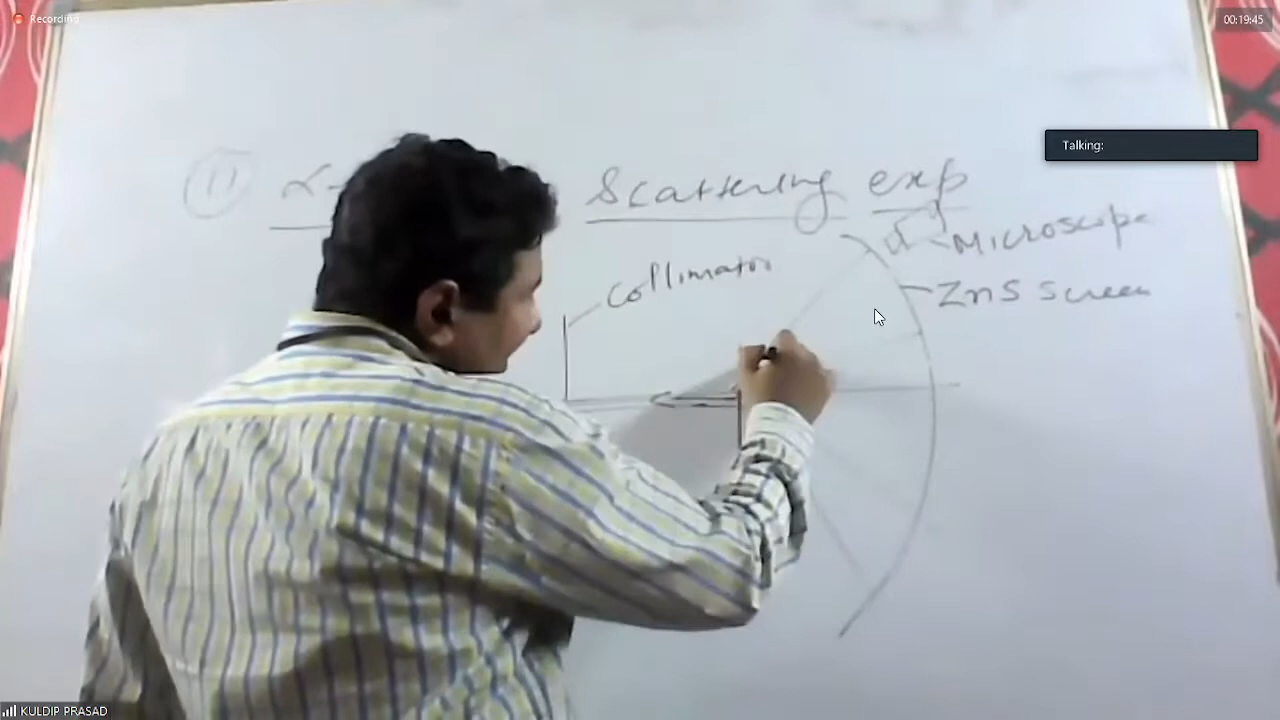 Recording
00:19:45
Talking:
11 α- Scattering exp
Microscope
Collimator
ZnS Screen
KULDIP PRASAD